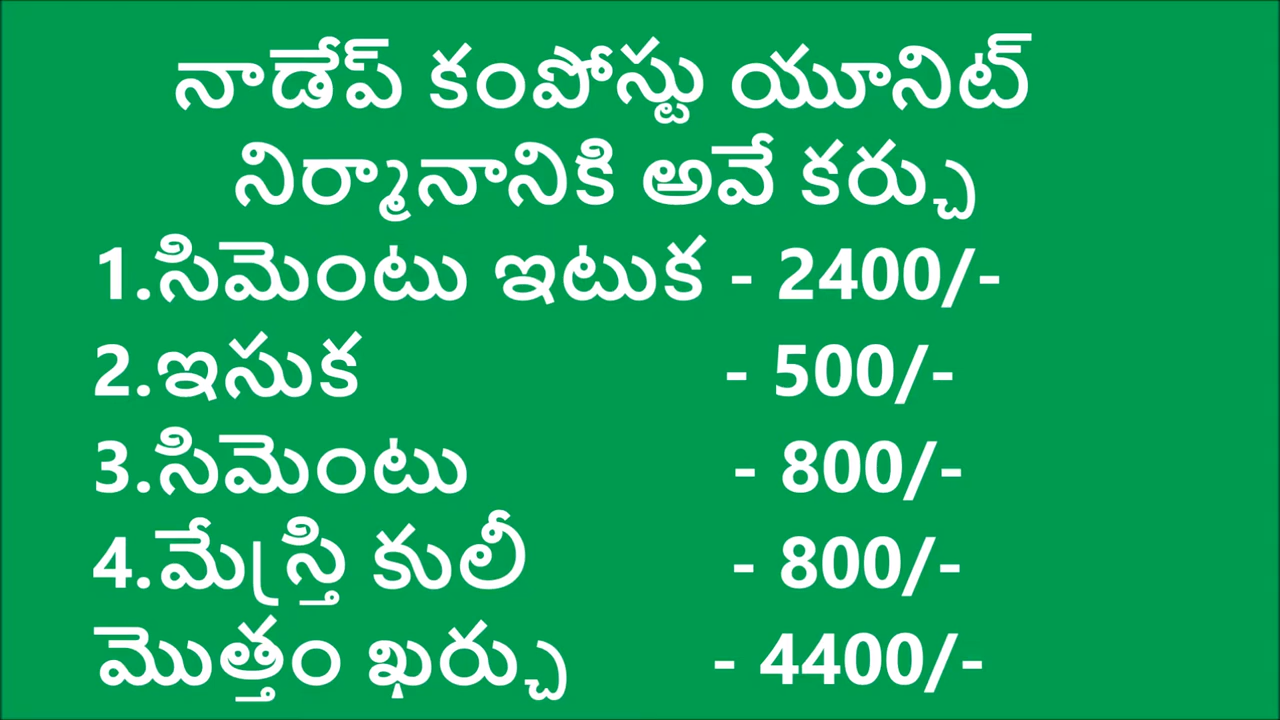 నాడేప్ కంపోస్టు యూనిట్
నిర్మానానికి అవే కర్చు
1.సిమెంటు ఇటుక - 2400/-
2.ఇసుక - 500/-
3.సిమెంటు - 800/-
4.మేస్త్రి కులీ - 800/-
మొత్తం ఖర్చు - 4400/-